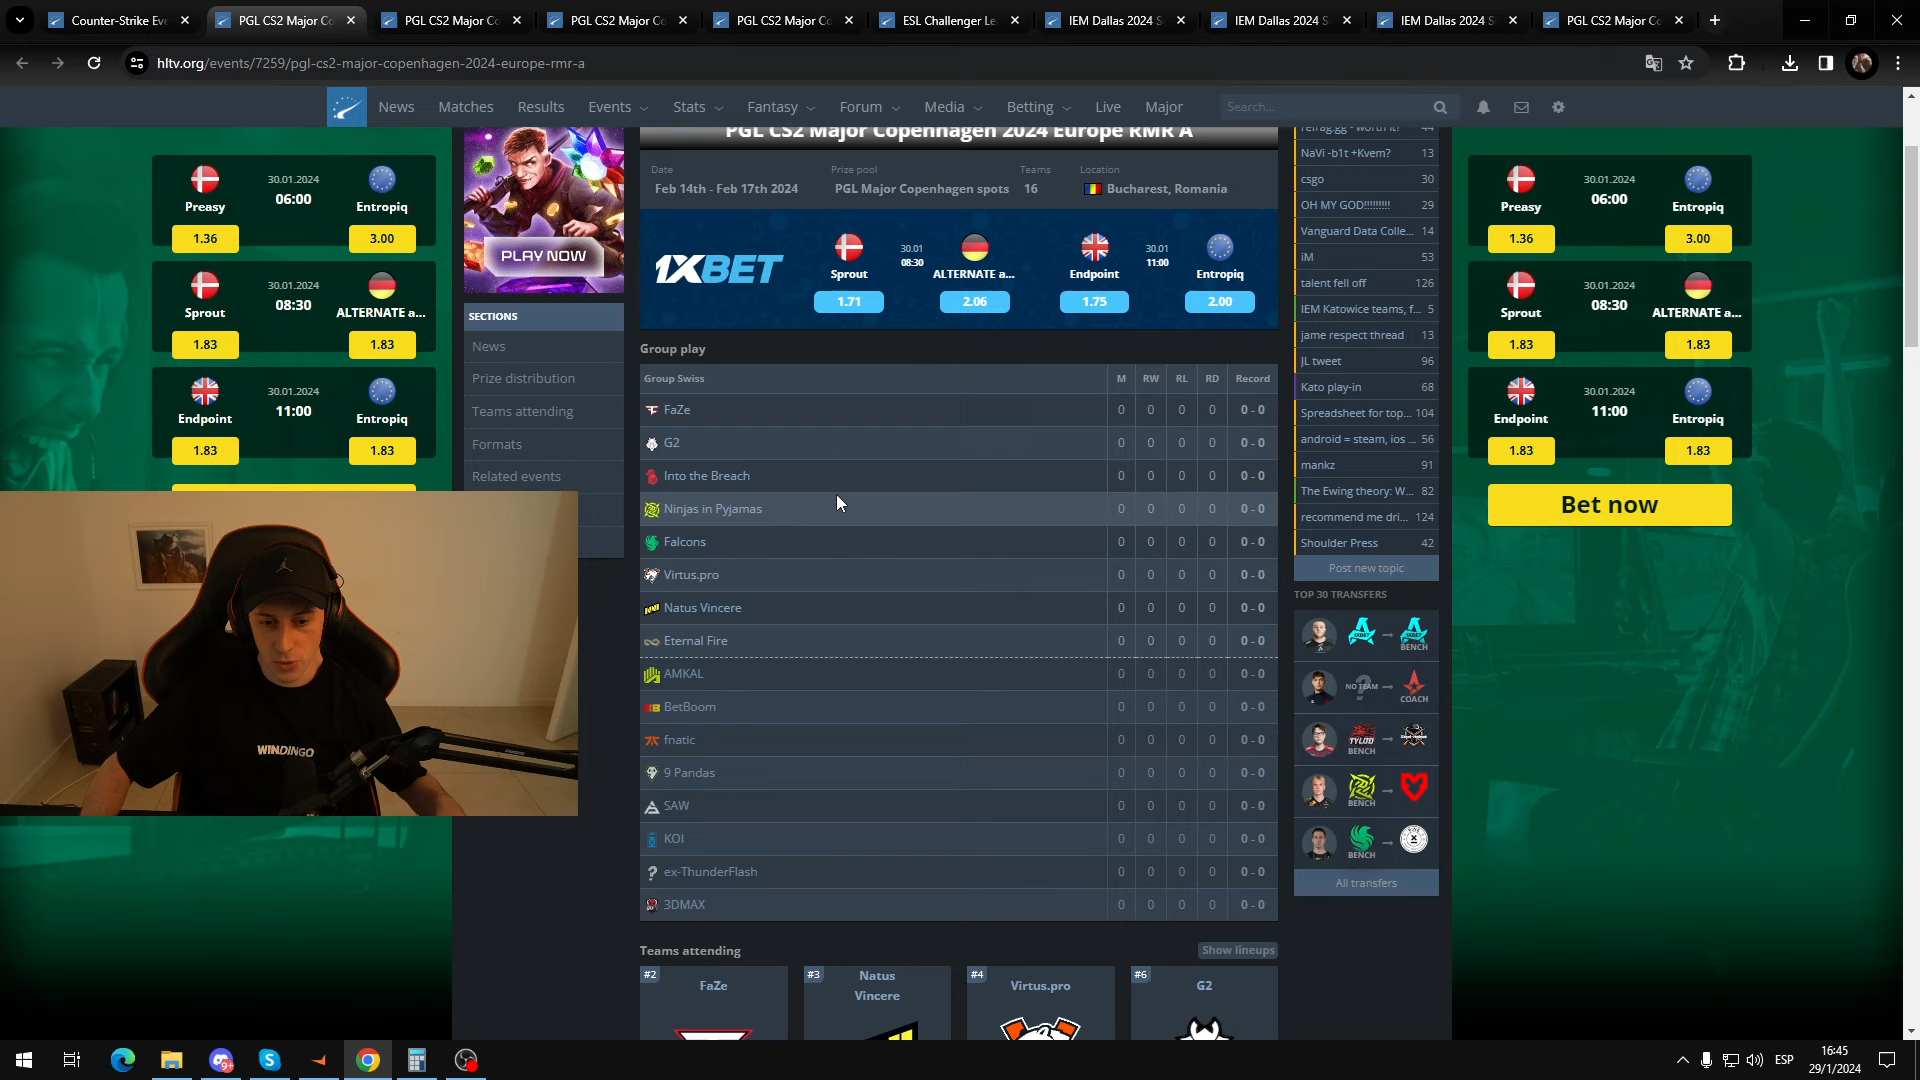 Counter-Strike Eve
PGL CS2 Major Co
PGL CS2 Major Co
PGL CS2 Major Co
PGL CS2 Major Co
ESL Challenger Le
IEM Dallas 2024 S
IEM Dallas 2024 S
IEM Dallas 2024 S
PGL CS2 Major Co
hltv.org/events/7259/pgl-cs2-major-copenhagen-2024-europe-rmr-a
News
Matches
Results
Events
Stats
Fantasy
Forum
Media
Betting
Live
Major
Search...
Preasy
30.01.2024
06:00
Entropiq
1.36
3.00
Sprout
30.01.2024
08:30
ALTERNATE a...
1.83
1.83
Endpoint
30.01.2024
11:00
Entropiq
1.83
1.83
PLAY NOW
SECTIONS
News
Prize distribution
Teams attending
Formats
Related events
PGL CS2 Major Copenhagen 2024 Europe RMR A
Date
Prize pool
Teams
Location
Feb 14th - Feb 17th 2024
PGL Major Copenhagen spots
16
Bucharest, Romania
1XBET
Sprout
30.01
08:30
ALTERNATE a...
1.71
2.06
Endpoint
30.01
11:00
Entropiq
1.75
2.00
Group play
Group Swiss M RW RL RD Record
FaZe 0 0 0 0 0 - 0
G2 0 0 0 0 0 - 0
Into the Breach 0 0 0 0 0 - 0
Ninjas in Pyjamas 0 0 0 0 0 - 0
Falcons 0 0 0 0 0 - 0
Virtus.pro 0 0 0 0 0 - 0
Natus Vincere 0 0 0 0 0 - 0
Eternal Fire 0 0 0 0 0 - 0
AMKAL 0 0 0 0 0 - 0
BetBoom 0 0 0 0 0 - 0
fnatic 0 0 0 0 0 - 0
9 Pandas 0 0 0 0 0 - 0
SAW 0 0 0 0 0 - 0
KOI 0 0 0 0 0 - 0
ex-ThunderFlash 0 0 0 0 0 - 0
3DMAX 0 0 0 0 0 - 0
Teams attending
Show lineups
#2
FaZe
#3
Natus
Vincere
#4
Virtus.pro
#6
G2
refrag.gg - worth it? 44
NaVi -b1t +Kvem? 13
csgo 30
OH MY GOD!!!!!!!!! 29
Vanguard Data Colle... 14
iM 53
talent fell off 126
IEM Katowice teams, f... 5
jame respect thread 13
JL tweet 96
Kato play-in 68
Spreadsheet for top... 104
android = steam, ios ... 56
mankz 91
The Ewing theory: W... 82
recommend me dri... 124
Shoulder Press 42
Post new topic
TOP 30 TRANSFERS
BENCH
NO TEAM
COACH
TYLOO
BENCH
BENCH
BENCH
All transfers
Preasy
30.01.2024
06:00
Entropiq
1.36
3.00
Sprout
30.01.2024
08:30
ALTERNATE a...
1.83
1.83
Endpoint
30.01.2024
11:00
Entropiq
1.83
1.83
Bet now
WINDINGO
9+
ESP
16:45
29/1/2024